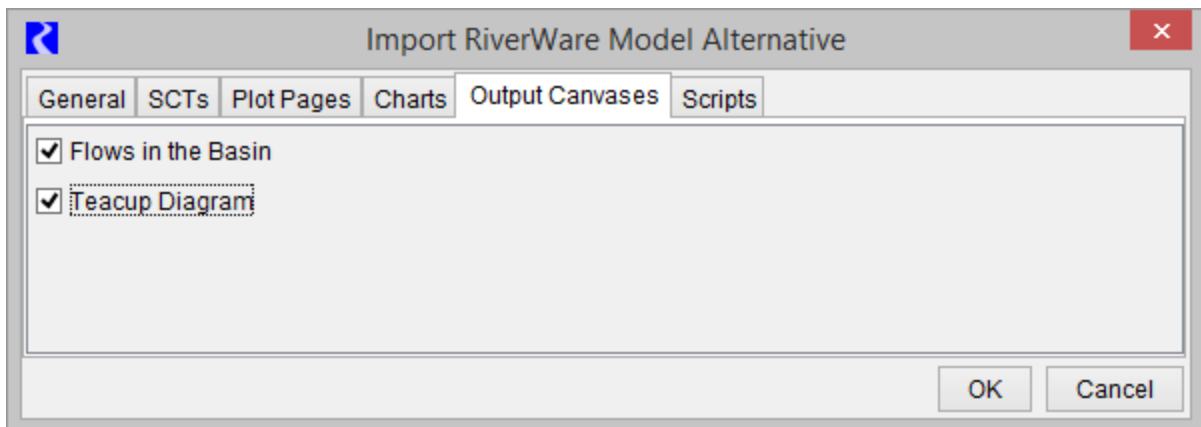 Import RiverWare Model Alternative
General SCTs Plot Pages Charts Output Canvases Scripts
Flows in the Basin
Teacup Diagram
OK Cancel